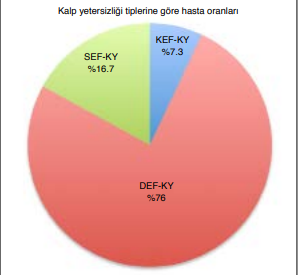 Kalp yetersizliği tiplerine göre hasta oranları
KEF-KY
%7.3
SEF-KY
%16.7
DEF-KY
%76